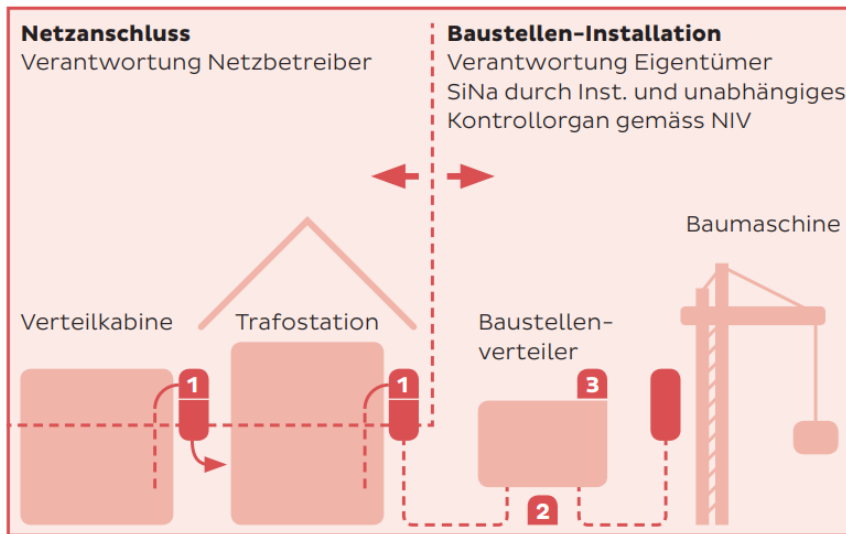 Netzanschluss
Verantwortung Netzbetreiber
Baustellen-Installation
Verantwortung Eigentümer
SiNa durch Inst. und unabhängiges
Kontrollorgan gemäss NIV
Baumaschine
Verteilkabine
Trafostation
Baustellen-
verteiler
1
1
3
2